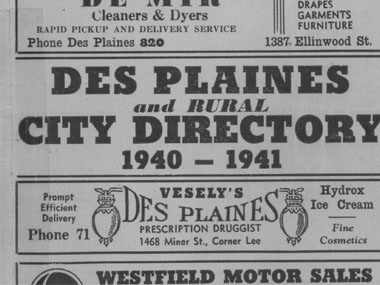 DE MYR
Cleaners & Dyers
RAPID PICKUP AND DELIVERY SERVICE
Phone Des Plaines 820
DRAPES
GARMENTS
FURNITURE
1387 Ellinwood St.
DES PLAINES
and RURAL
CITY DIRECTORY
1940 — 1941
Prompt
Efficient
Delivery
Phone 71
VESELY'S
DES PLAINES
PRESCRIPTION DRUGGIST
1468 Miner St., Corner Lee
Hydrox
Ice Cream
Fine
Cosmetics
WESTFIELD MOTOR SALES